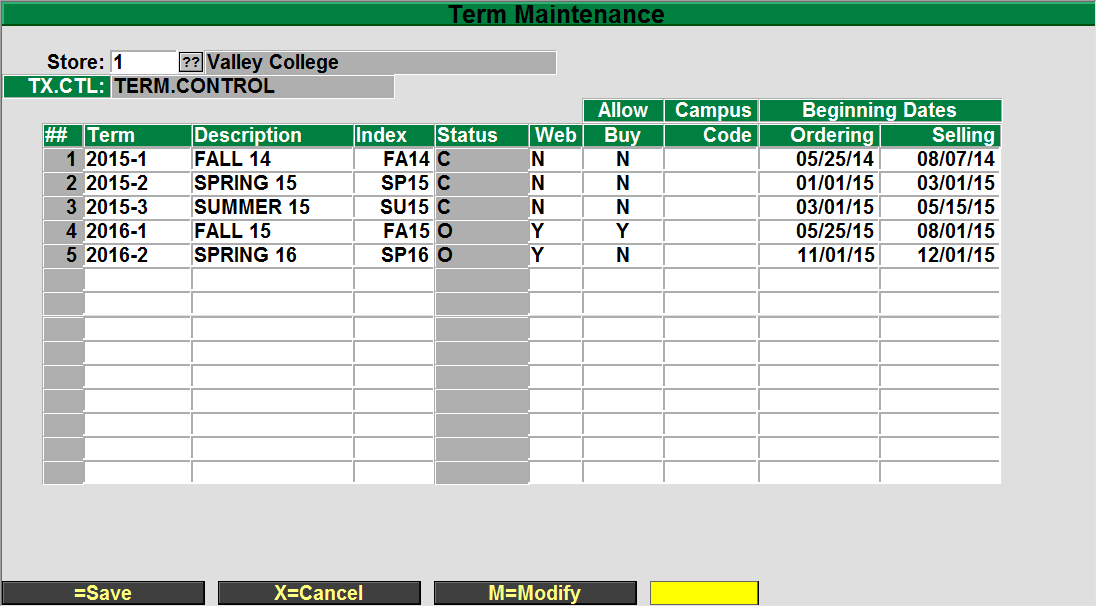 Term Maintenance
Store: 1 ?? Valley College
TX.CTL: TERM.CONTROL
Allow Campus Beginning Dates
## Term Description Index Status Web Buy Code Ordering Selling
1 2015-1 FALL 14 FA14 C N N 05/25/14 08/07/14
2 2015-2 SPRING 15 SP15 C N N 01/01/15 03/01/15
3 2015-3 SUMMER 15 SU15 C N N 03/01/15 05/15/15
4 2016-1 FALL 15 FA15 O Y Y 05/25/15 08/01/15
5 2016-2 SPRING 16 SP16 O Y N 11/01/15 12/01/15
=Save X=Cancel M=Modify